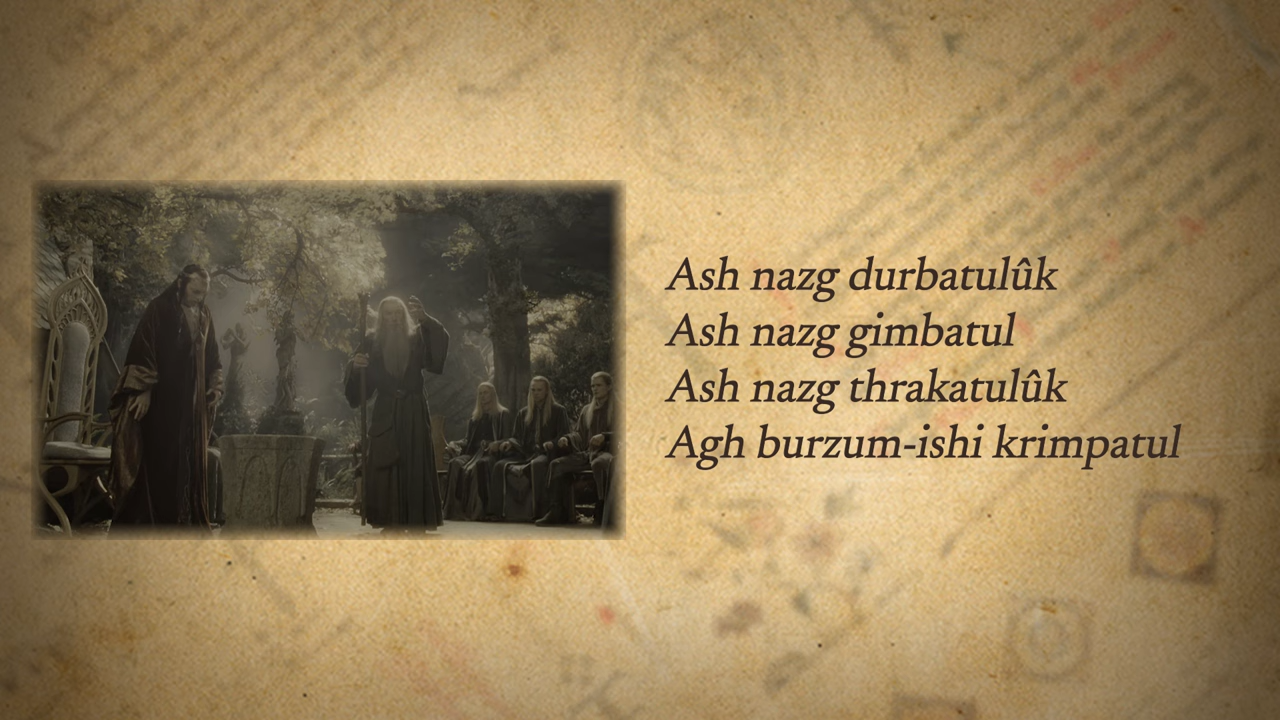 Ash nazg durbatulûk
Ash nazg gimbatul
Ash nazg thrakatulûk
Agh burzum-ishi krimpatul